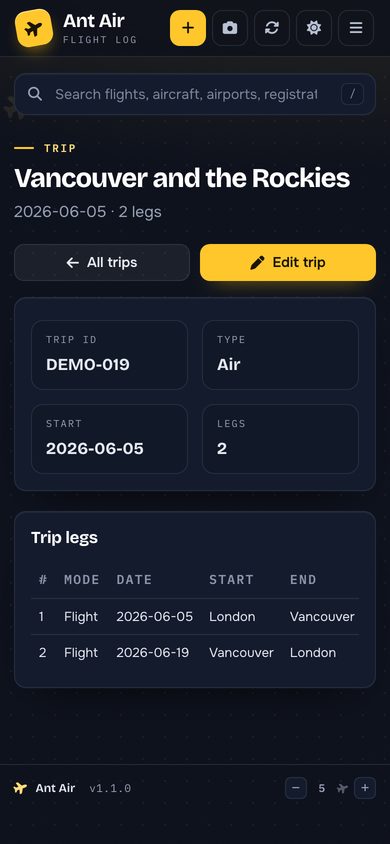 Ant Air
FLIGHT LOG
Search flights, aircraft, airports, registrat
/
TRIP
Vancouver and the Rockies
2026-06-05 · 2 legs
← All trips
Edit trip
TRIP ID
DEMO-019
TYPE
Air
START
2026-06-05
LEGS
2
Trip legs
# MODE DATE START END
1 Flight 2026-06-05 London Vancouver
2 Flight 2026-06-19 Vancouver London
Ant Air v1.1.0
− 5 +